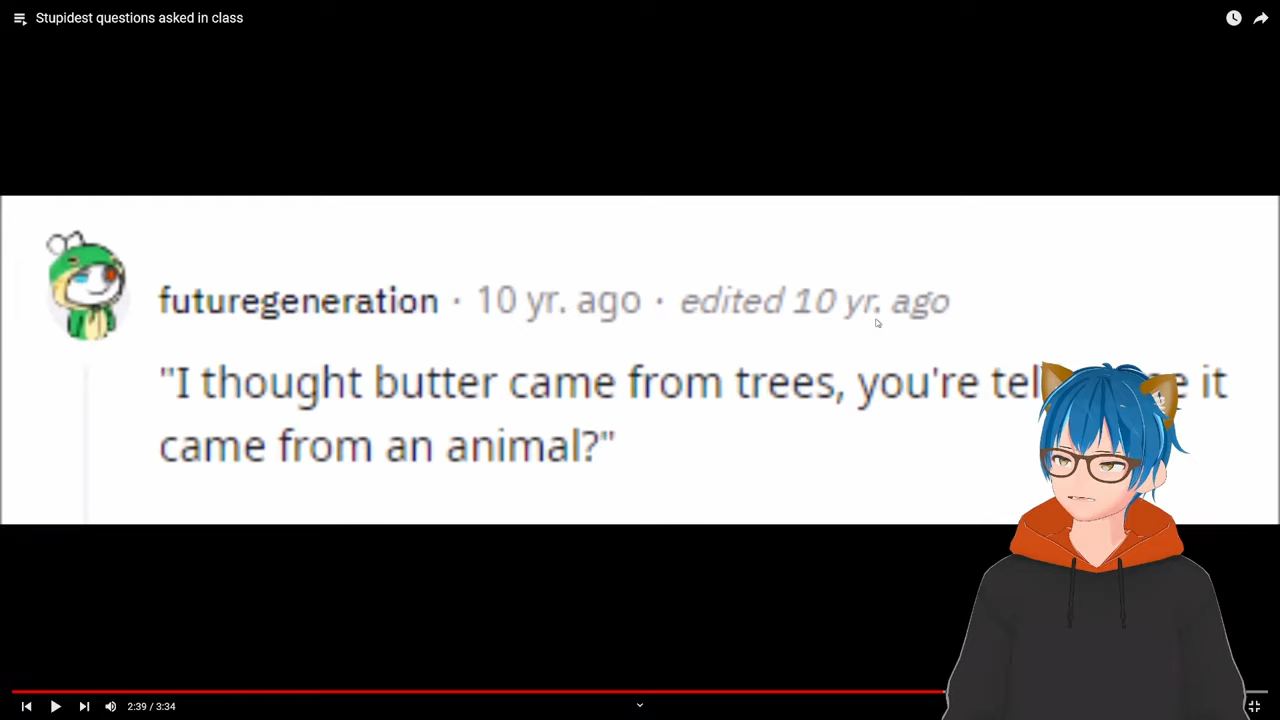 Stupidest questions asked in class
futuregeneration · 10 yr. ago · edited 10 yr. ago
"I thought butter came from trees, you're it
came from an animal?"
2:39 / 3:34